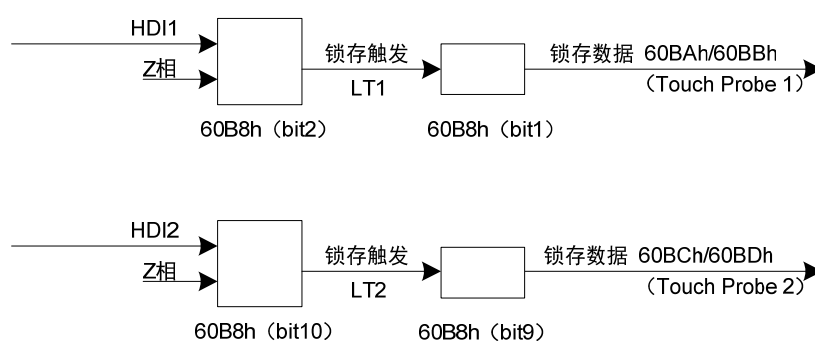 HDI1
Z相
锁存触发
LT1
锁存数据 60BAh/60BBh
（Touch Probe 1）
60B8h（bit2）
60B8h（bit1）
HDI2
Z相
锁存触发
LT2
锁存数据 60BCh/60BDh
（Touch Probe 2）
60B8h（bit10）
60B8h（bit9）